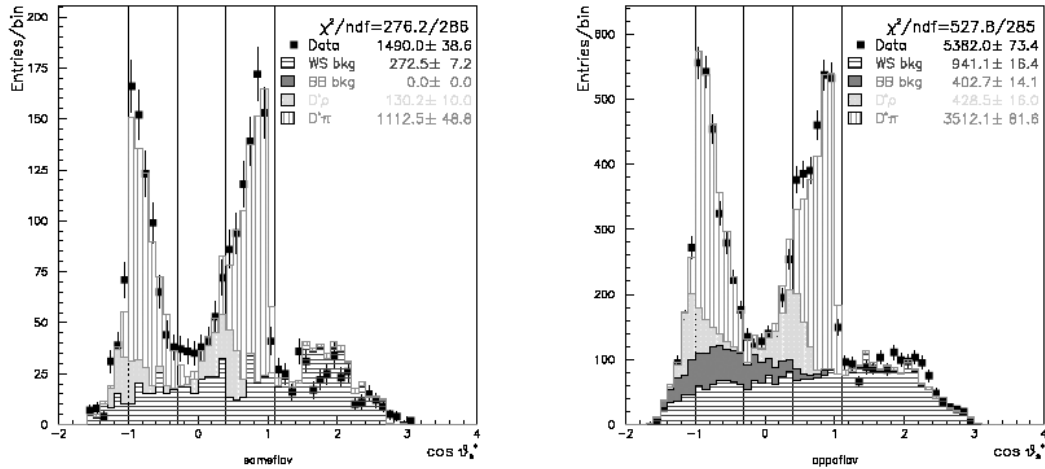 Entries/bin
200
175
150
125
100
75
50
25
0
-2
-1
0
1
2
3
4
χ²/ndf=276.2/286
Data 1490.0± 38.6
WS bkg 272.5± 7.2
BB bkg 0.0± 0.0
D*ρ 130.2± 10.0
D*π 1112.5± 48.8
sameflav
Entries/bin
600
500
400
300
200
100
0
-2
-1
0
1
2
3
4
χ²/ndf=527.8/285
Data 5382.0± 73.4
WS bkg 941.1± 16.4
BB bkg 402.7± 14.1
D*ρ 428.5± 16.0
D*π 3512.1± 81.6
oppoflav